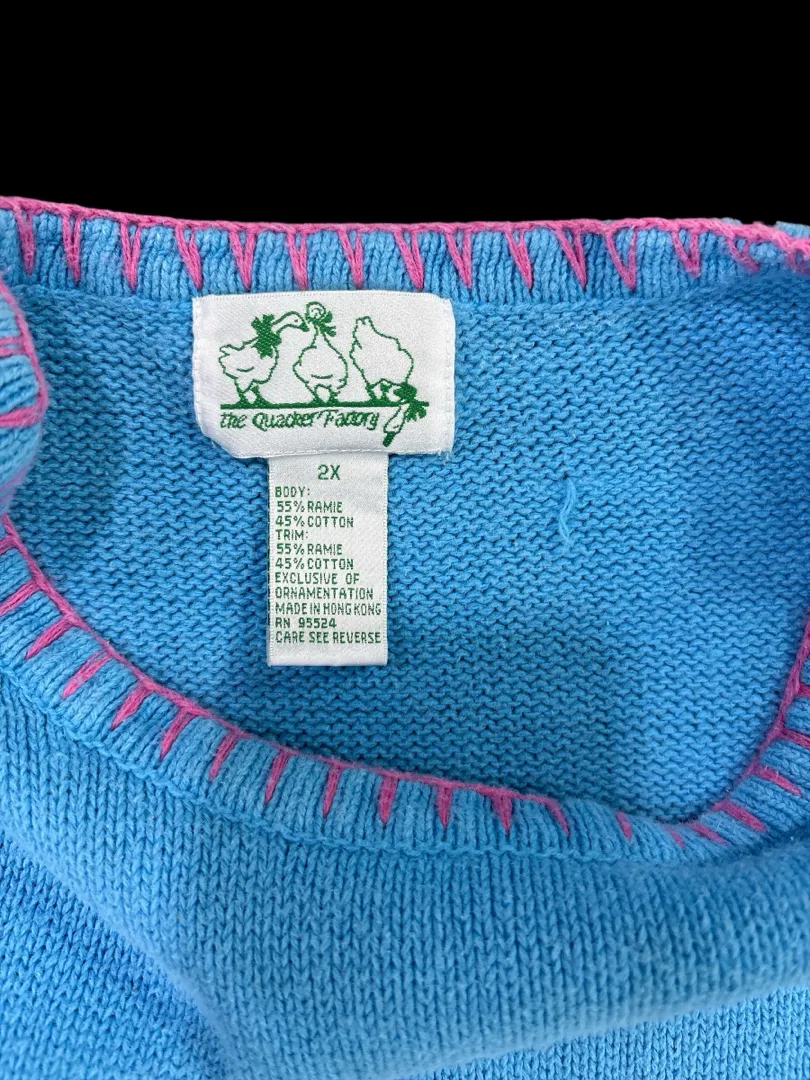 the Quacker Factory
2X
BODY:
55% RAMIE
45% COTTON
TRIM:
55% RAMIE
45% COTTON
EXCLUSIVE OF
ORNAMENTATION
MADE IN HONG KONG
RN 95524
CARE SEE REVERSE